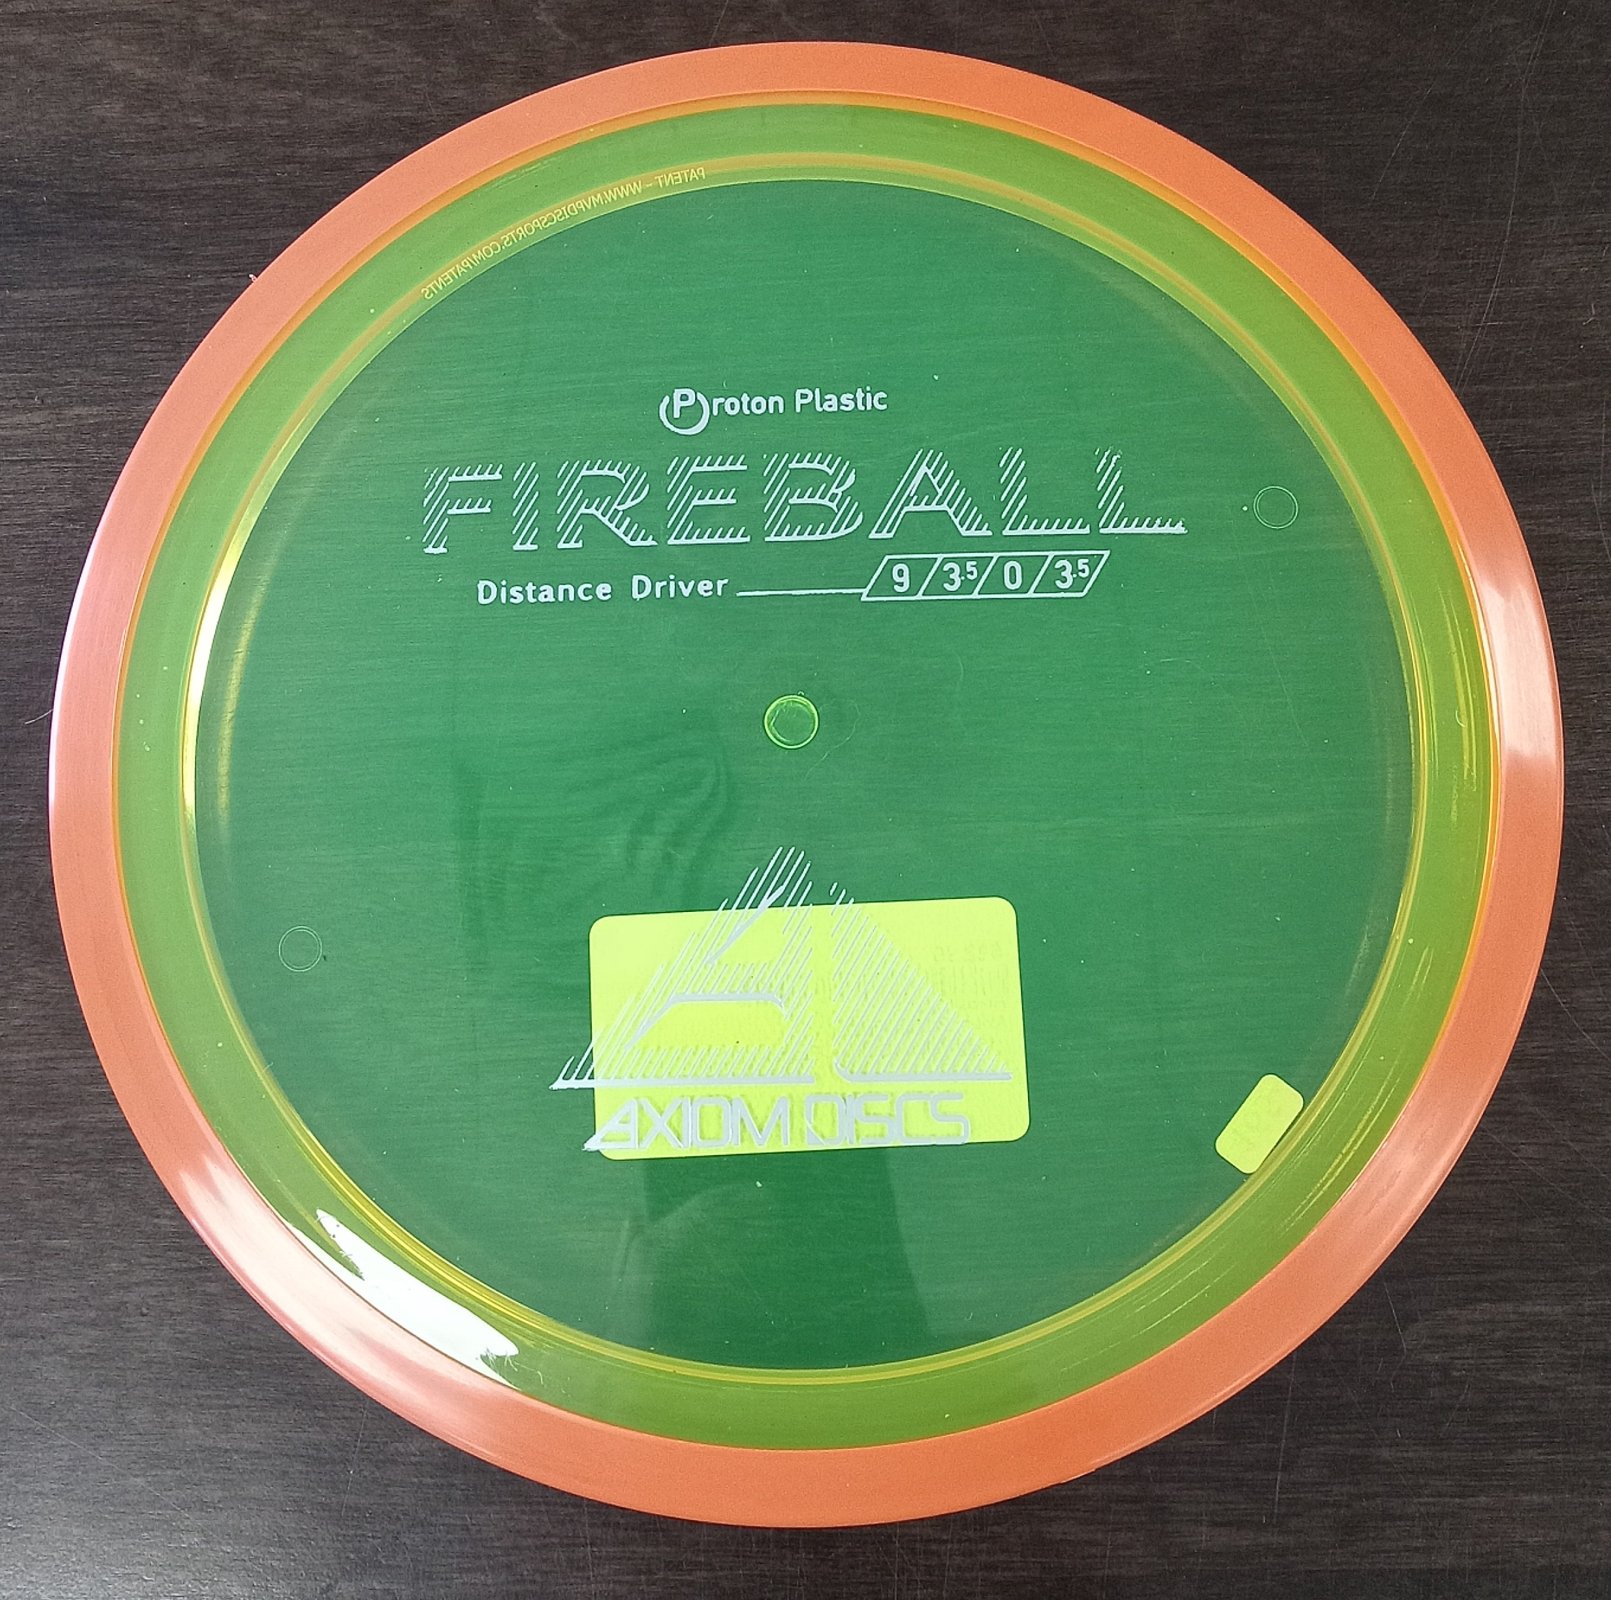 PATENT - WWW.MVPDISCSPORTS.COM/PATENTS
Proton Plastic
FIREBALL
Distance Driver
9 / 3.5 / 0 / 3.5
AXIOM DISCS